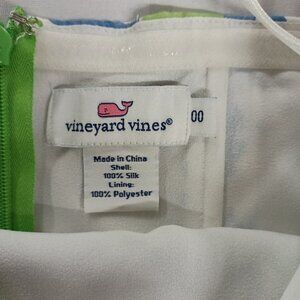 vineyard vines®
00
Made in China
Shell:
100% Silk
Lining:
100% Polyester